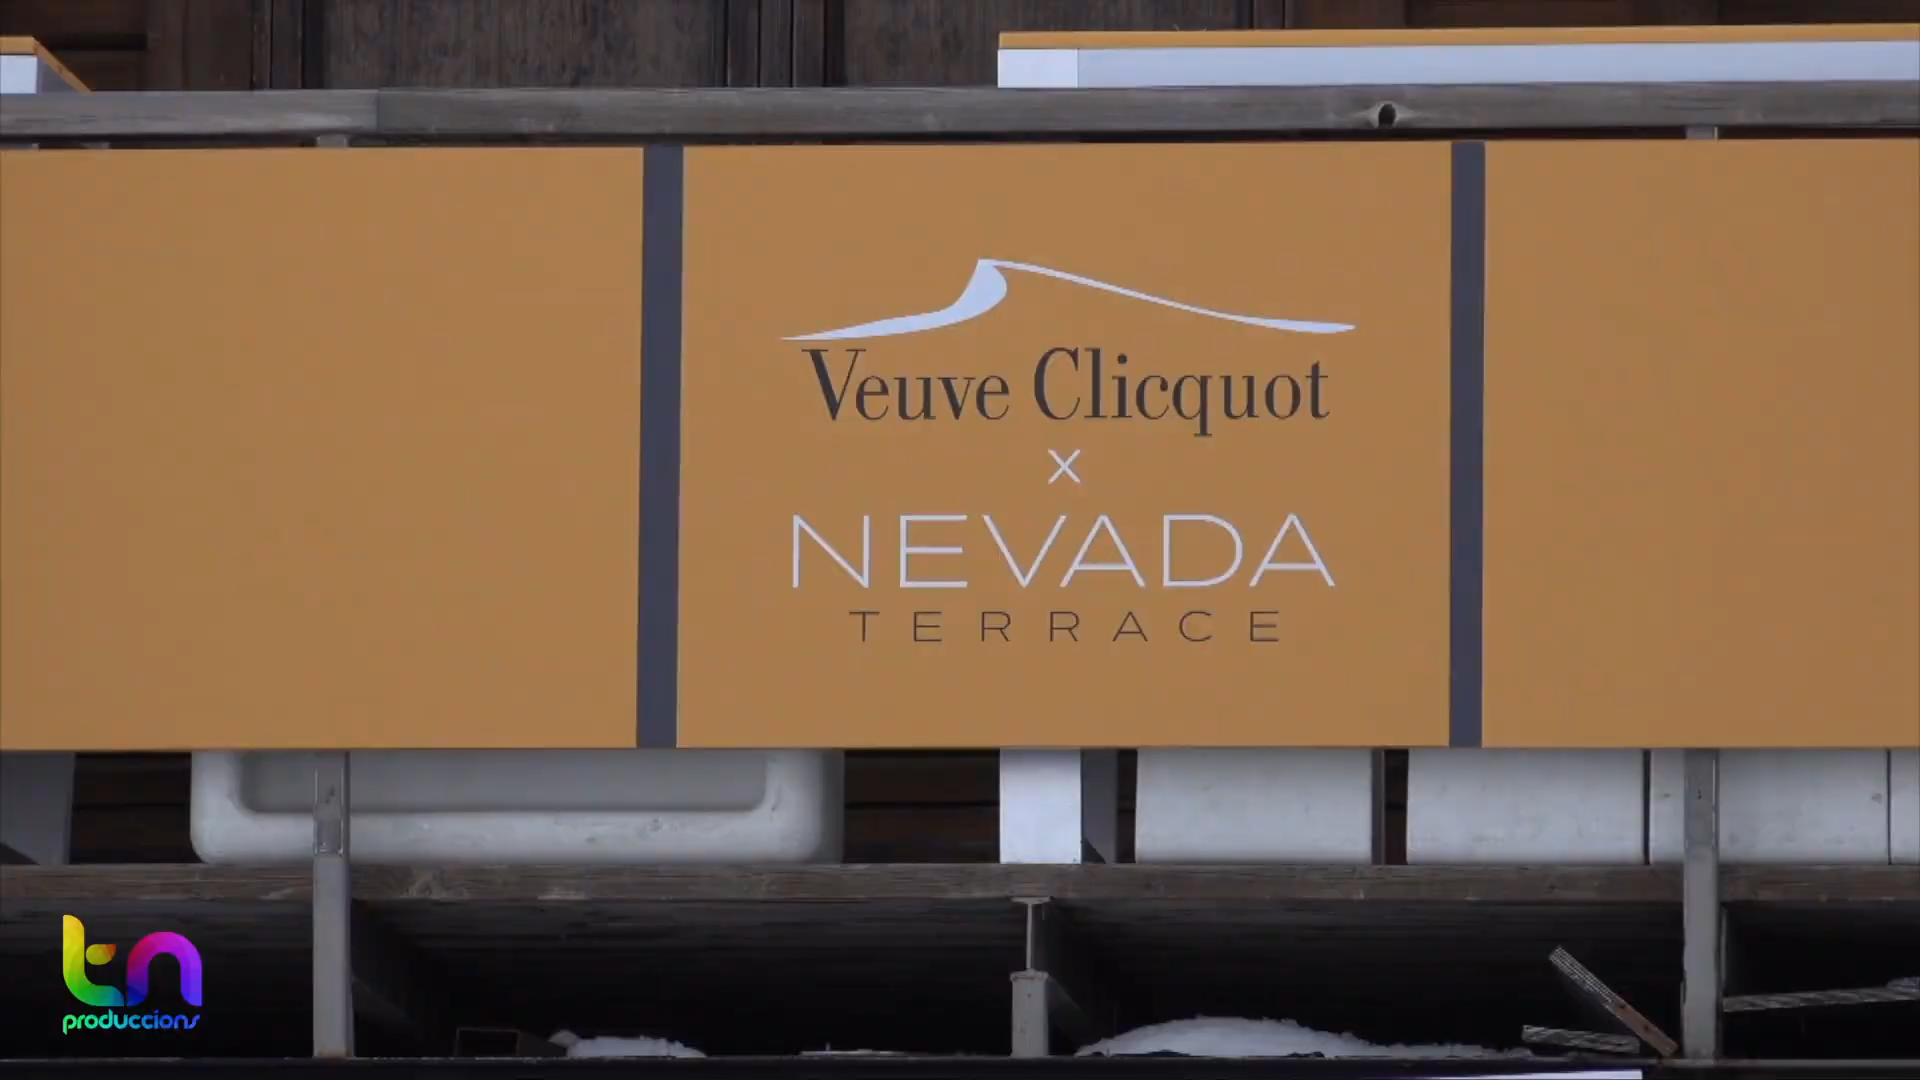 Veuve Clicquot
X
NEVADA
TERRACE
tn
produccions